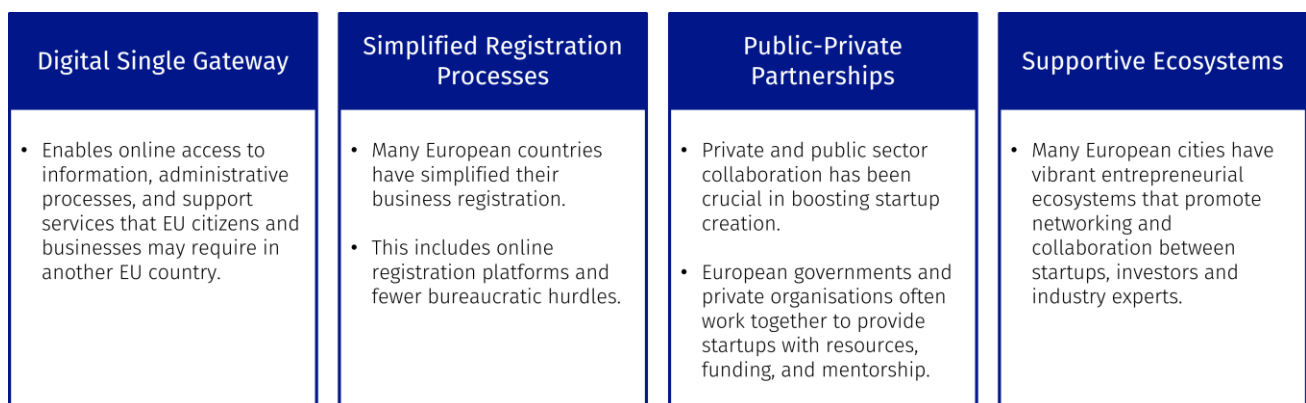 Digital Single Gateway
• Enables online access to
information, administrative
processes, and support
services that EU citizens and
businesses may require in
another EU country.
Simplified Registration
Processes
• Many European countries
have simplified their
business registration.
• This includes online
registration platforms and
fewer bureaucratic hurdles.
Public-Private
Partnerships
• Private and public sector
collaboration has been
crucial in boosting startup
creation.
• European governments and
private organisations often
work together to provide
startups with resources,
funding, and mentorship.
Supportive Ecosystems
• Many European cities have
vibrant entrepreneurial
ecosystems that promote
networking and
collaboration between
startups, investors and
industry experts.